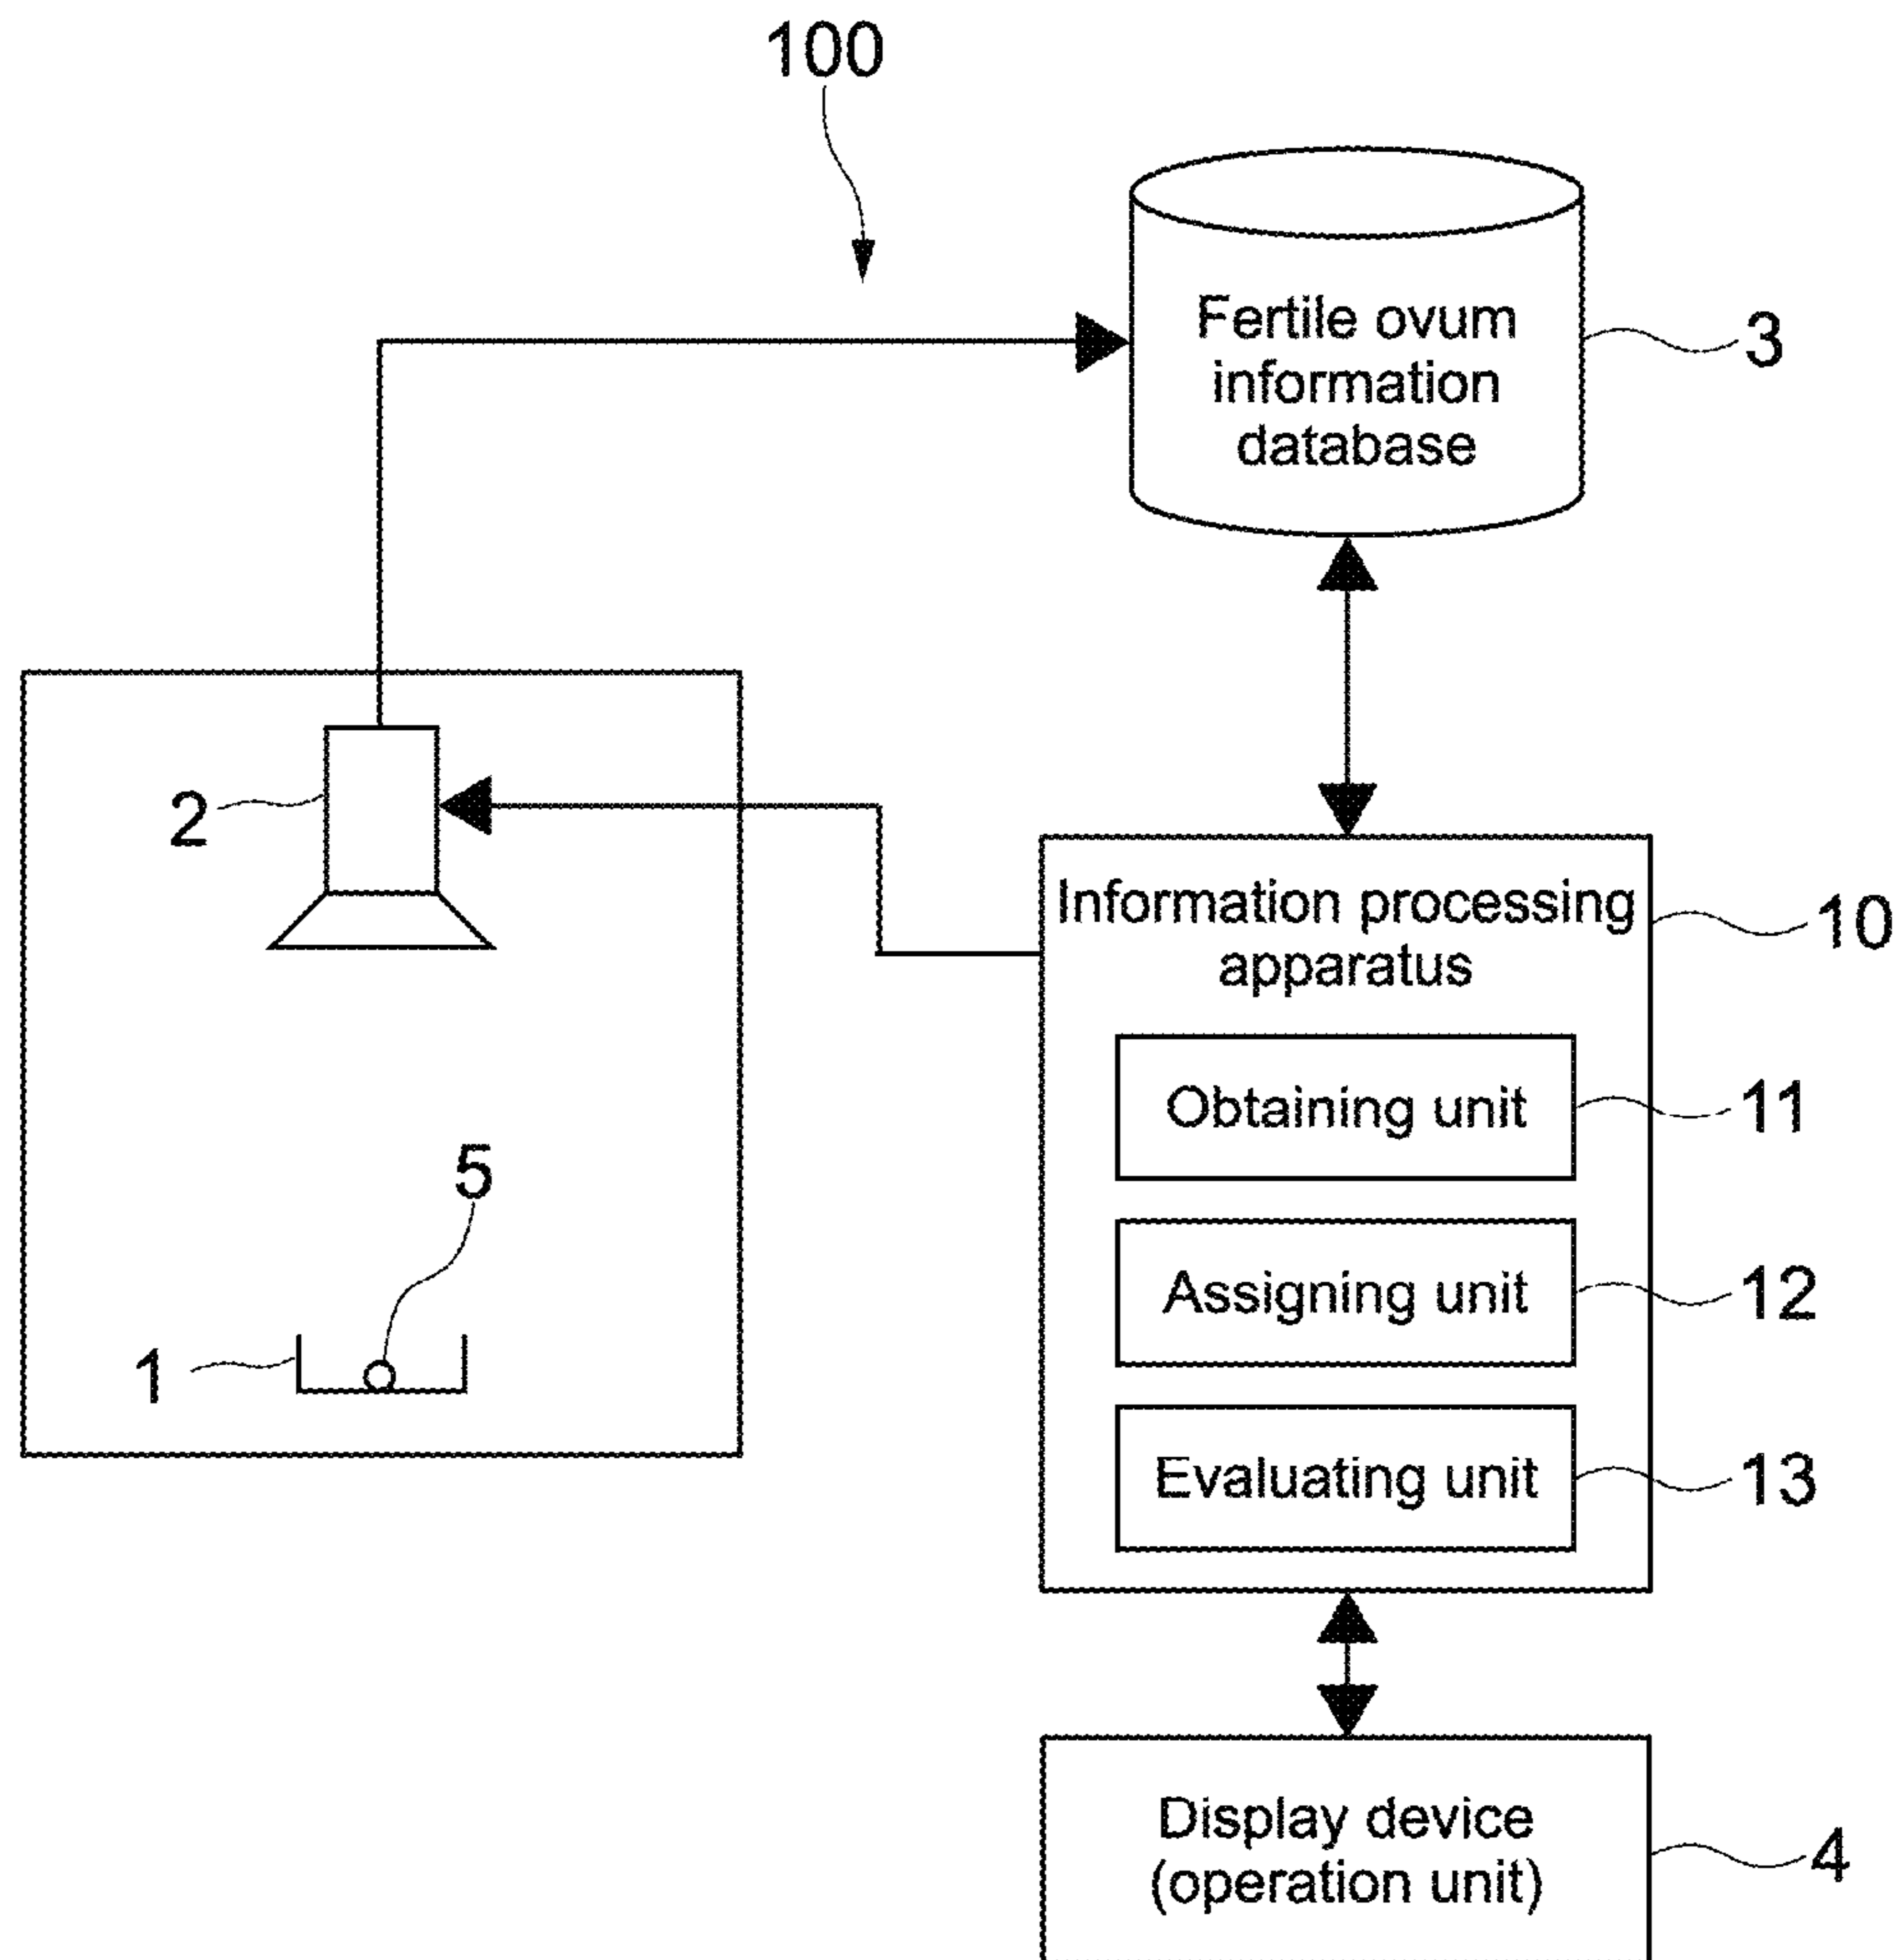 100
Fertile ovum
information
database
3
2
Information processing
apparatus
10
Obtaining unit
11
5
Assigning unit
12
1
Evaluating unit
13
Display device
(operation unit)
4